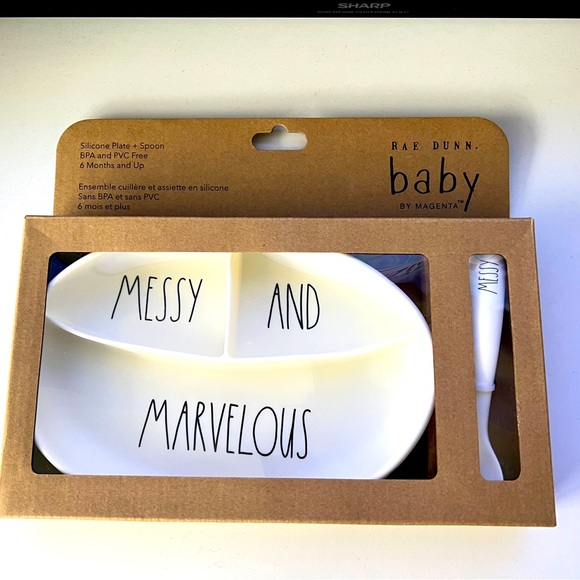 SHARP
Silicone Plate + Spoon
BPA and PVC Free
6 Months and Up
Ensemble cuillère et assiette en silicone
Sans BPA et sans PVC
6 mois et plus
RAE DUNN.
baby
BY MAGENTA™
MESSY AND
MARVELOUS
MESSY